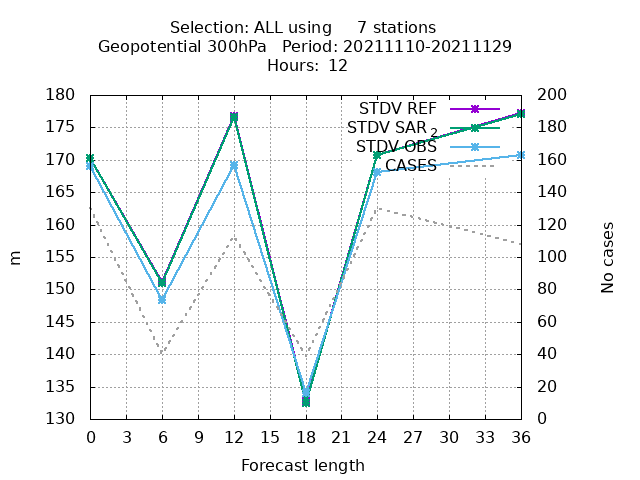 Selection: ALL using     7 stations
Geopotential 300hPa   Period: 20211110-20211129
Hours:  12
180 200
175 STDV REF 180
170 STDV SAR 2 160
165 STDV OBS 140
160 CASES 120
155 100
150 80
145 60
140 40
135 20
130 0
m
No cases
0 3 6 9 12 15 18 21 24 27 30 33 36
Forecast length